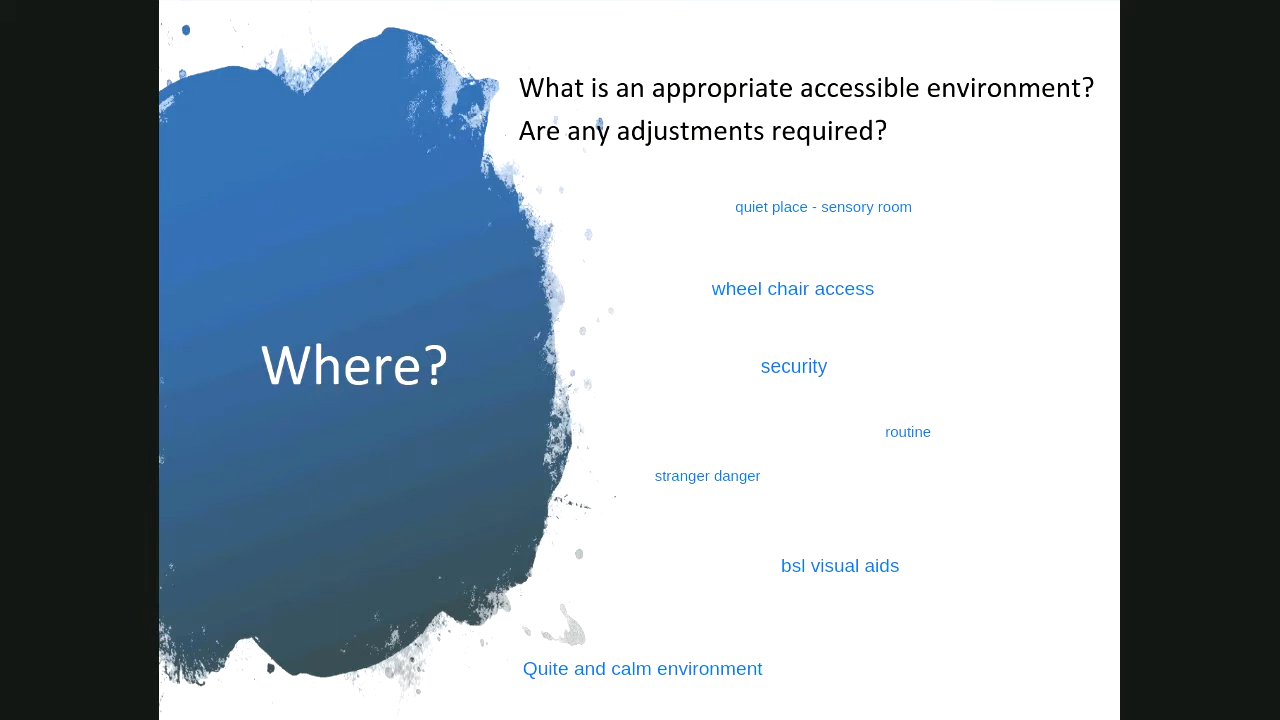 What is an appropriate accessible environment?
Are any adjustments required?
quiet place - sensory room
wheel chair access
Where?
security
routine
stranger danger
bsl visual aids
Quite and calm environment